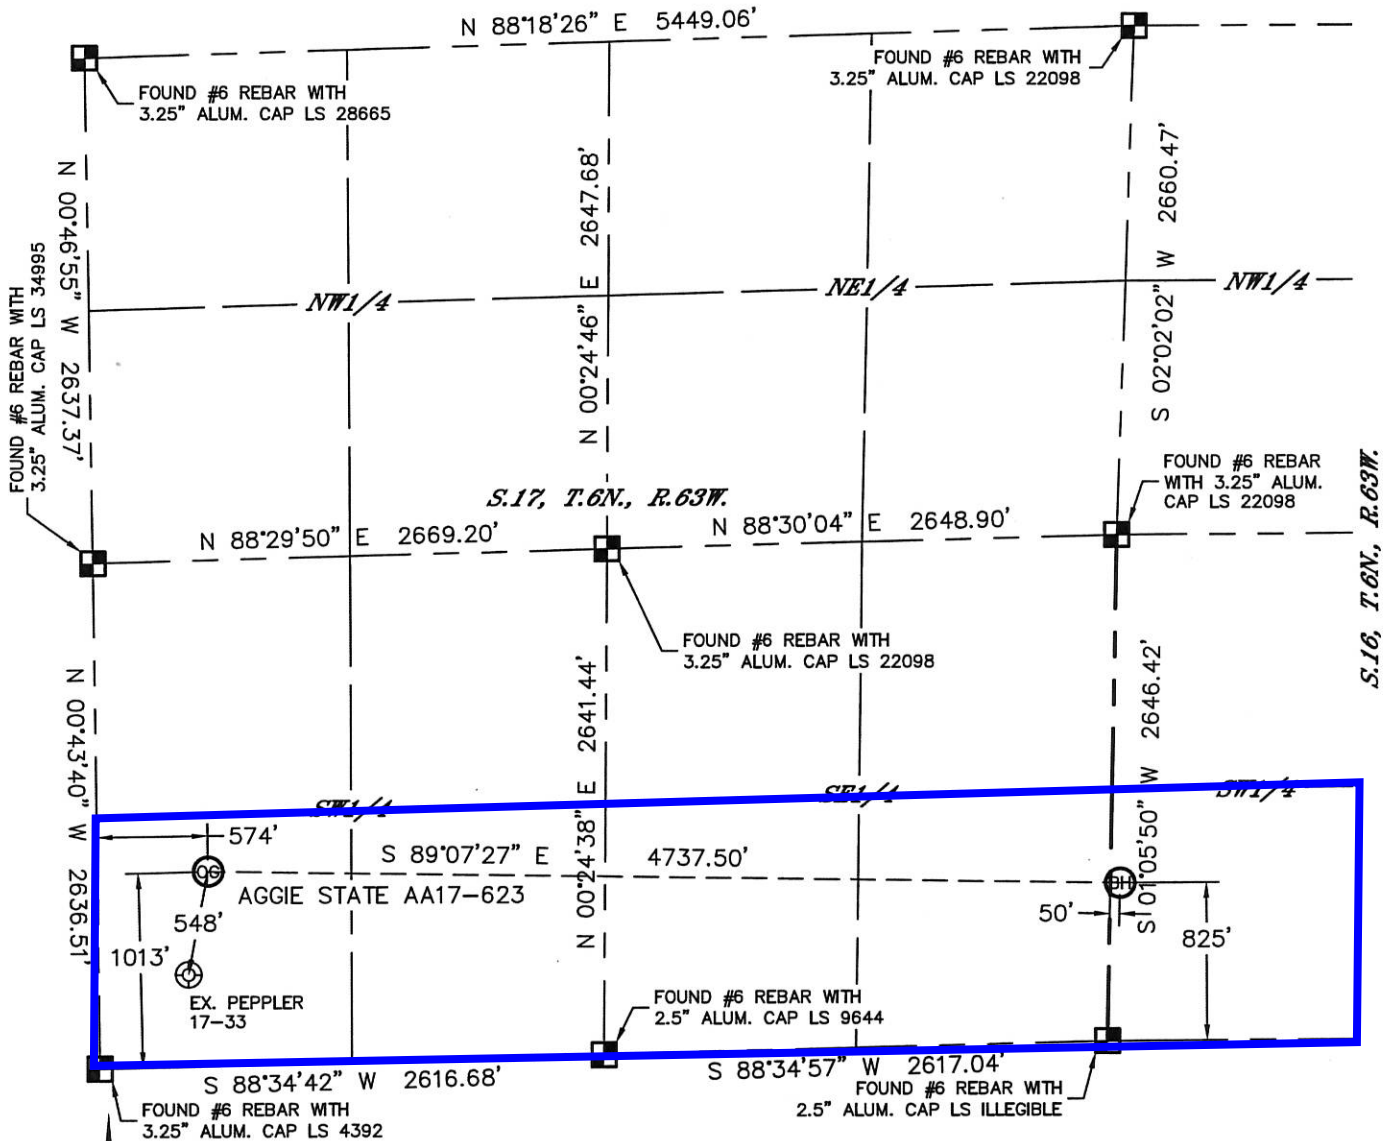 N 88°18'26" E 5449.06'
FOUND #6 REBAR WITH
3.25" ALUM. CAP LS 28665
FOUND #6 REBAR WITH
3.25" ALUM. CAP LS 22098
N 00°46'55" W 2637.37'
N 00°24'46" E 2647.68'
S 02°02'02" W 2660.47'
NW1/4
NE1/4
NW1/4
FOUND #6 REBAR WITH
3.25" ALUM. CAP LS 34995
S.17, T.6N., R.63W.
FOUND #6 REBAR
WITH 3.25" ALUM.
CAP LS 22098
S.16, T.6N., R.63W.
N 88°29'50" E 2669.20'
N 88°30'04" E 2648.90'
FOUND #6 REBAR WITH
3.25" ALUM. CAP LS 22098
N 00°43'40" W 2636.51'
N 00°24'38" E 2641.44'
S 01°05'50" W 2646.42'
SW1/4
SE1/4
SW1/4
574'
S 89°07'27" E 4737.50'
OG
AGGIE STATE AA17-623
BH
548'
50'
825'
1013'
EX. PEPPLER
17-33
FOUND #6 REBAR WITH
2.5" ALUM. CAP LS 9644
S 88°34'42" W 2616.68'
S 88°34'57" W 2617.04'
FOUND #6 REBAR WITH
2.5" ALUM. CAP LS ILLEGIBLE
FOUND #6 REBAR WITH
3.25" ALUM. CAP LS 4392